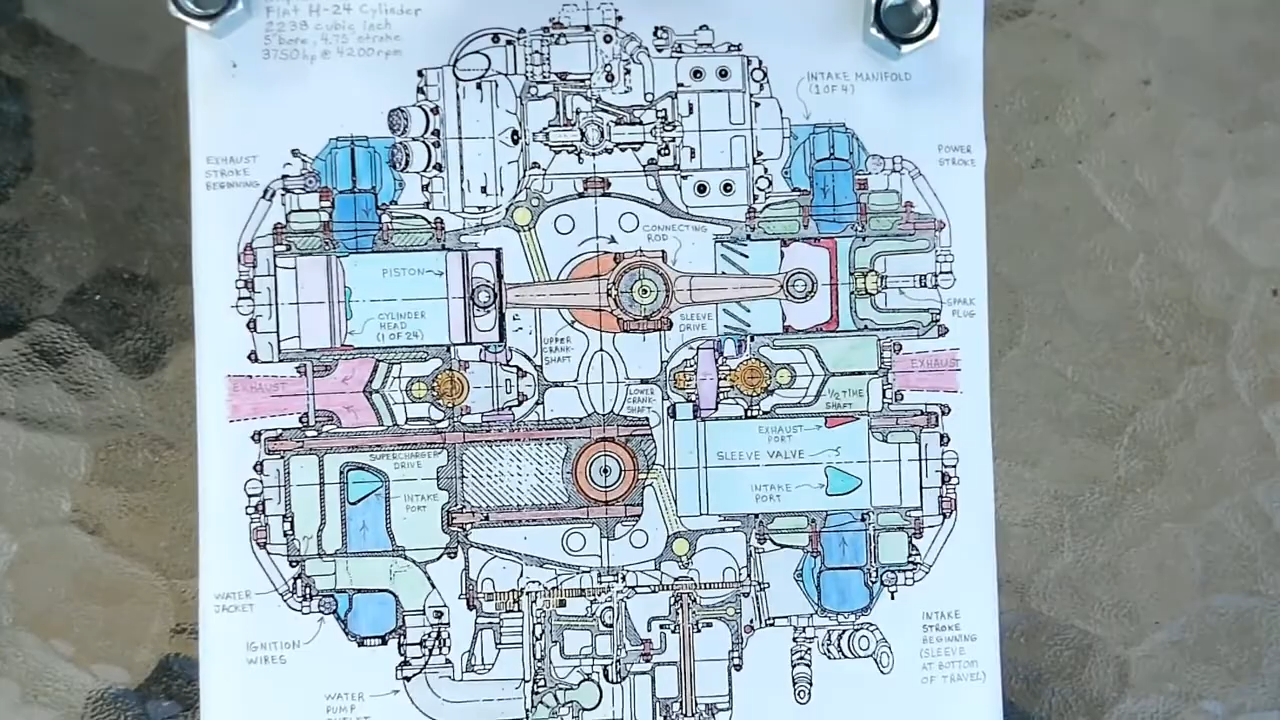 Flat H-24 Cylinder
2238 cubic inch
5" bore, 4.75" stroke
3750 hp @ 4200 rpm
INTAKE MANIFOLD
(1 OF 4)
EXHAUST
STROKE
BEGINNING
POWER
STROKE
CONNECTING
ROD
PISTON
CYLINDER
HEAD
(1 OF 24)
SLEEVE
DRIVE
SPARK
PLUG
UPPER
CRANK-
SHAFT
EXHAUST
EXHAUST
LOWER
CRANK-
SHAFT
1/2 TIME
SHAFT
EXHAUST
PORT
SUPERCHARGER
DRIVE
SLEEVE VALVE
INTAKE
PORT
INTAKE
PORT
WATER
JACKET
IGNITION
WIRES
INTAKE
STROKE
BEGINNING
(SLEEVE
AT BOTTOM
OF TRAVEL)
WATER
PUMP
OUTLET